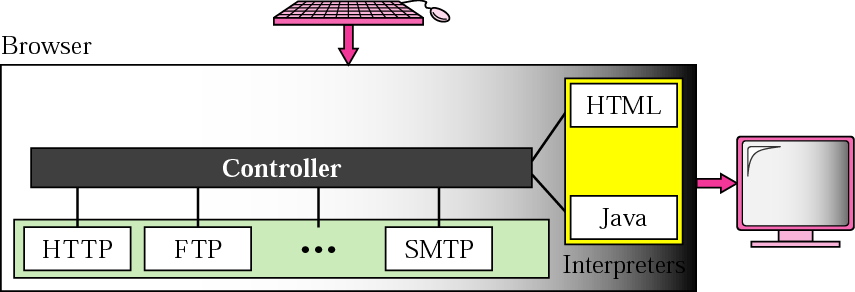 Browser
HTML
Controller
Java
HTTP
FTP
...
SMTP
Interpreters